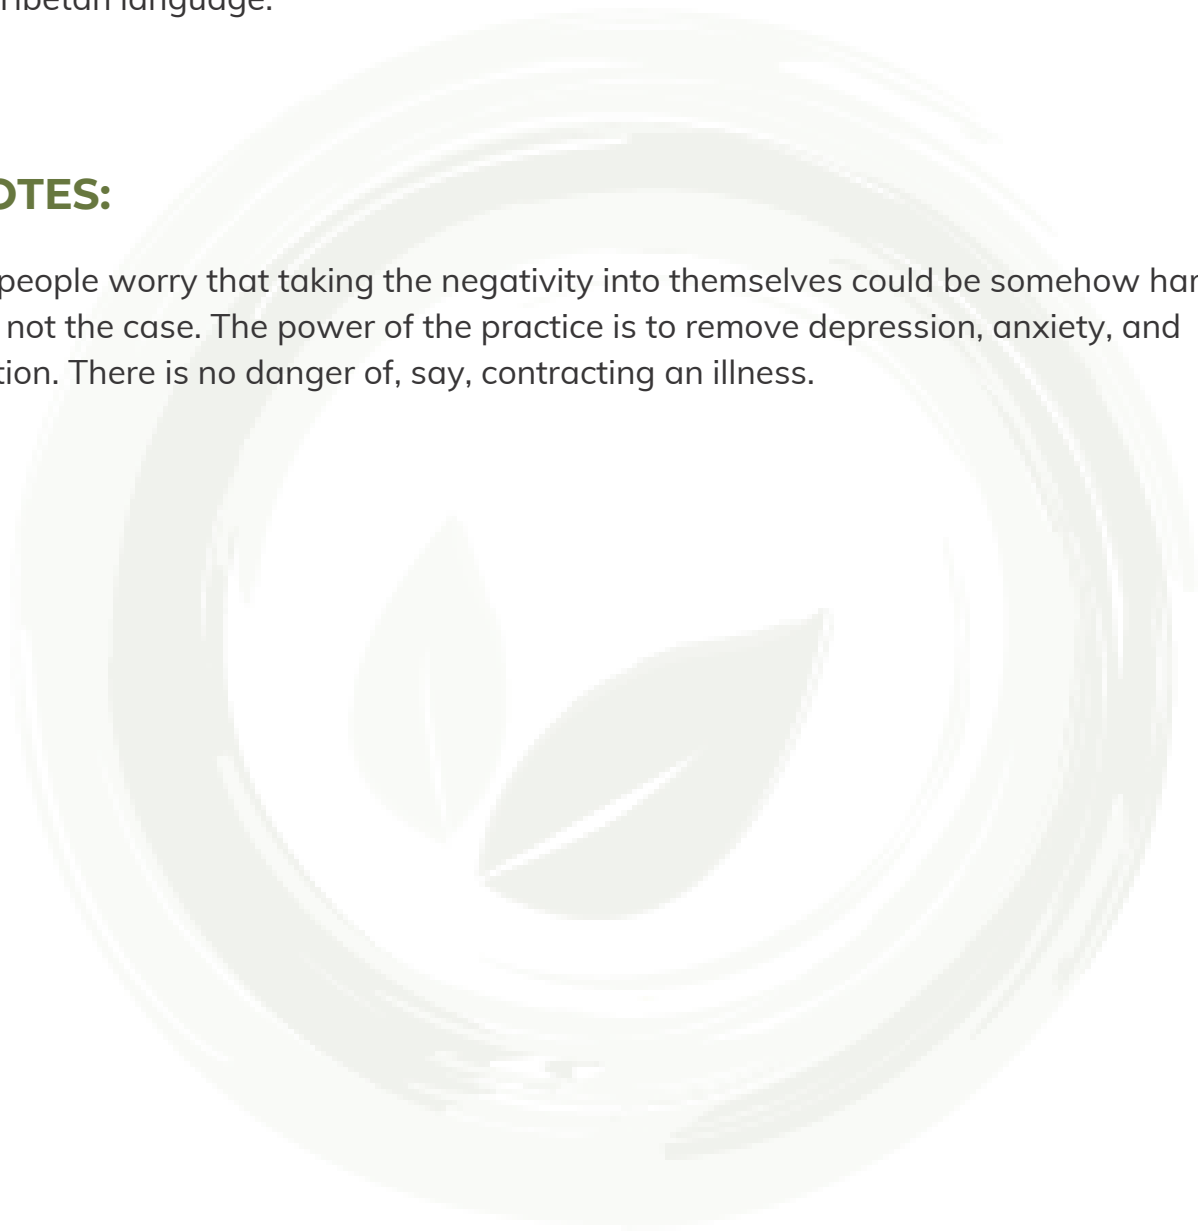 Tibetan language.
OTES:
people worry that taking the negativity into themselves could be somehow har
not the case. The power of the practice is to remove depression, anxiety, and
tion. There is no danger of, say, contracting an illness.